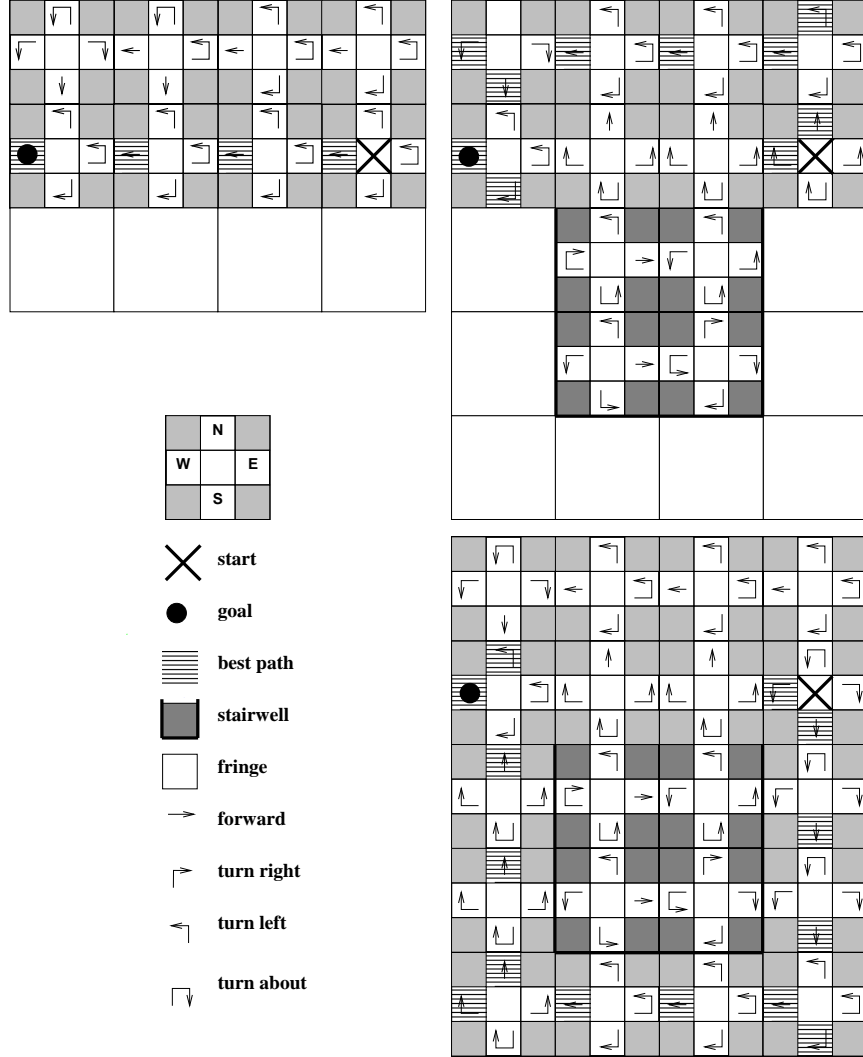 N
W E
S
start
goal
best path
stairwell
fringe
forward
turn right
turn left
turn about